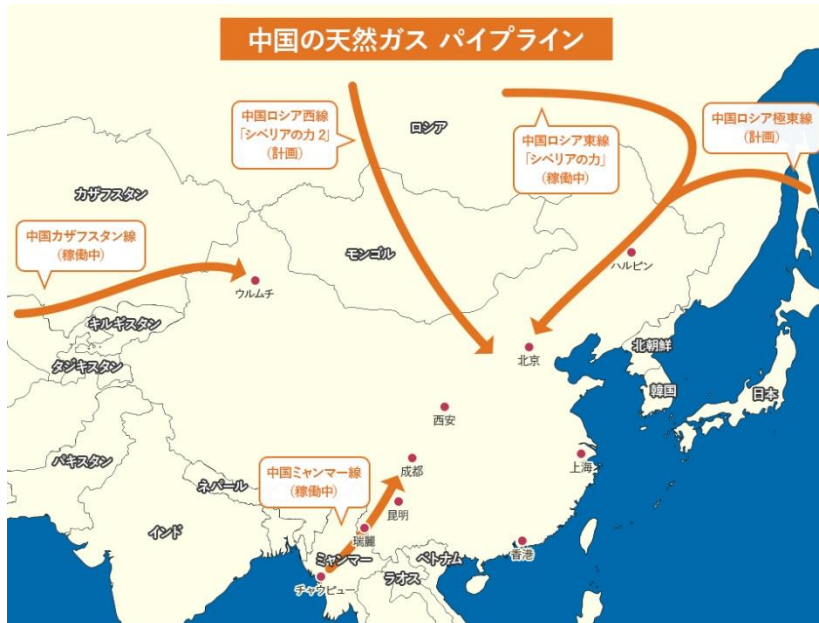 中国の天然ガス パイプライン
中国ロシア西線
「シベリアの力 2」
(計画)
ロシア
中国ロシア東線
「シベリアの力」
(稼働中)
中国ロシア極東線
(計画)
カザフスタン
中国カザフスタン線
(稼働中)
モンゴル
ハルビン
ウルムチ
キルギスタン
北京
北朝鮮
タジキスタン
韓国
日本
西安
パキスタン
成都
上海
中国ミャンマー線
(稼働中)
ネパール
昆明
インド
瑞麗
香港
ミャンマー
ベトナム
ラオス
チャウピュー